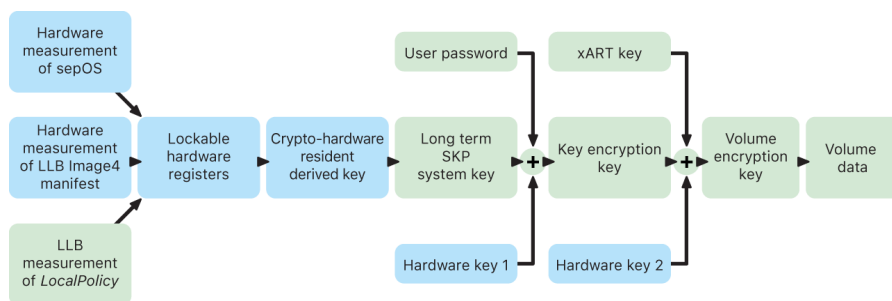 Hardware
measurement
of sepOS
User password
xART key
Hardware
measurement
of LLB Image4
manifest
Lockable
hardware
registers
Crypto-hardware
resident
derived key
Long term
SKP
system key
+
Key encryption
key
+
Volume
encryption
key
Volume
data
LLB
measurement
of LocalPolicy
Hardware key 1
Hardware key 2